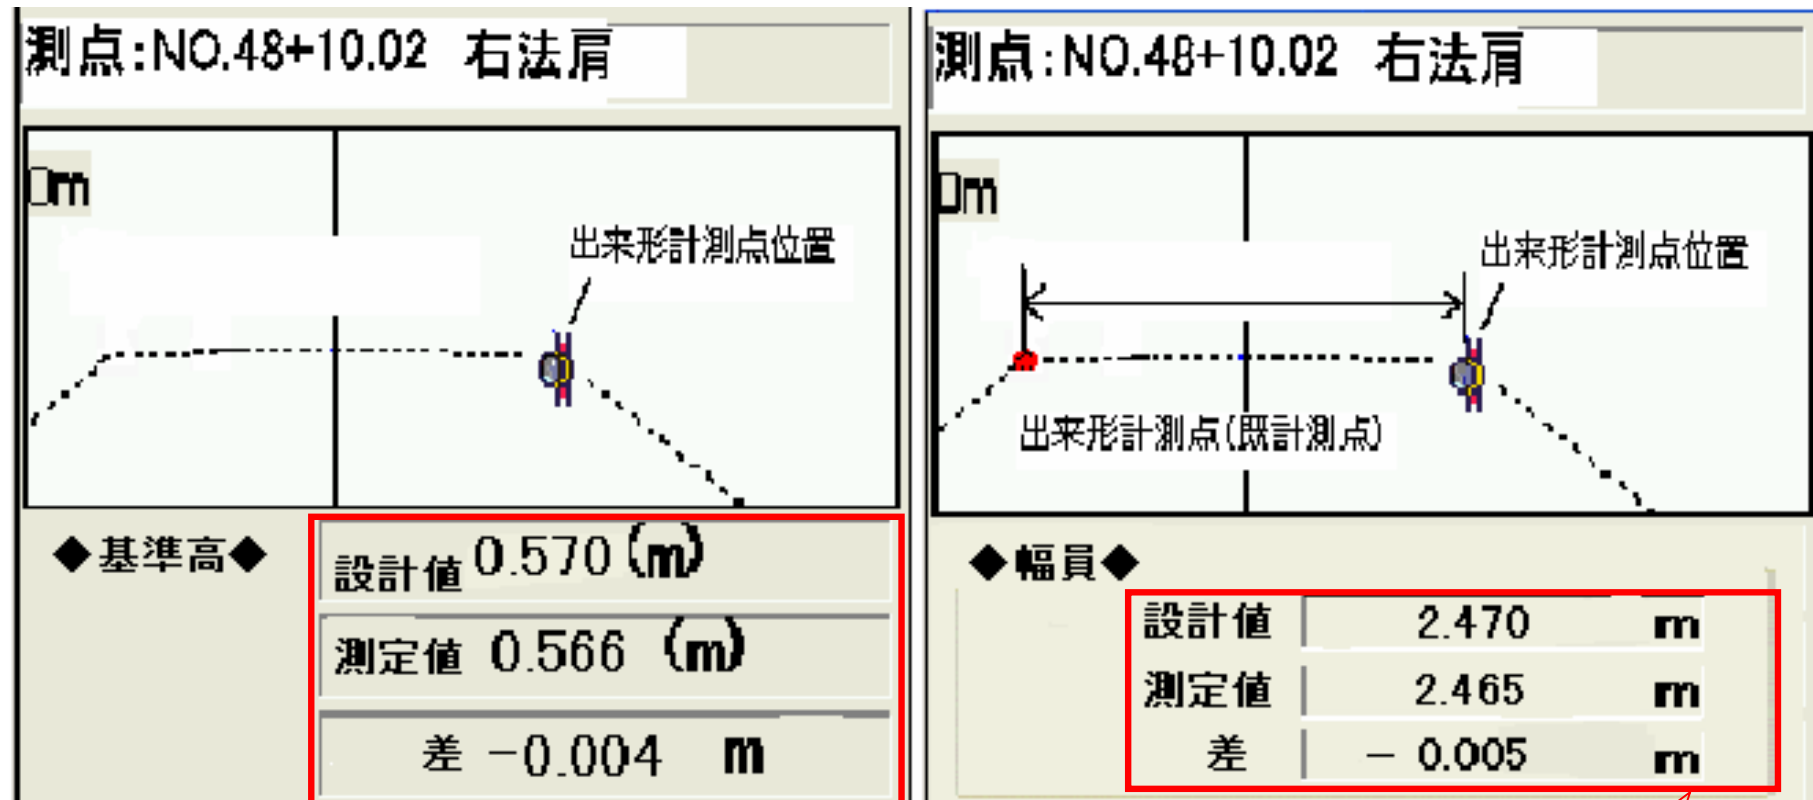 測点:NO.48+10.02 右法肩
0m
出来形計測点位置
◆基準高◆
設計値 0.570 (m)
測定値 0.566 (m)
差 -0.004 m
測点:NO.48+10.02 右法肩
0m
出来形計測点位置
出来形計測点(既計測点)
◆幅員◆
設計値 2.470 m
測定値 2.465 m
差 - 0.005 m